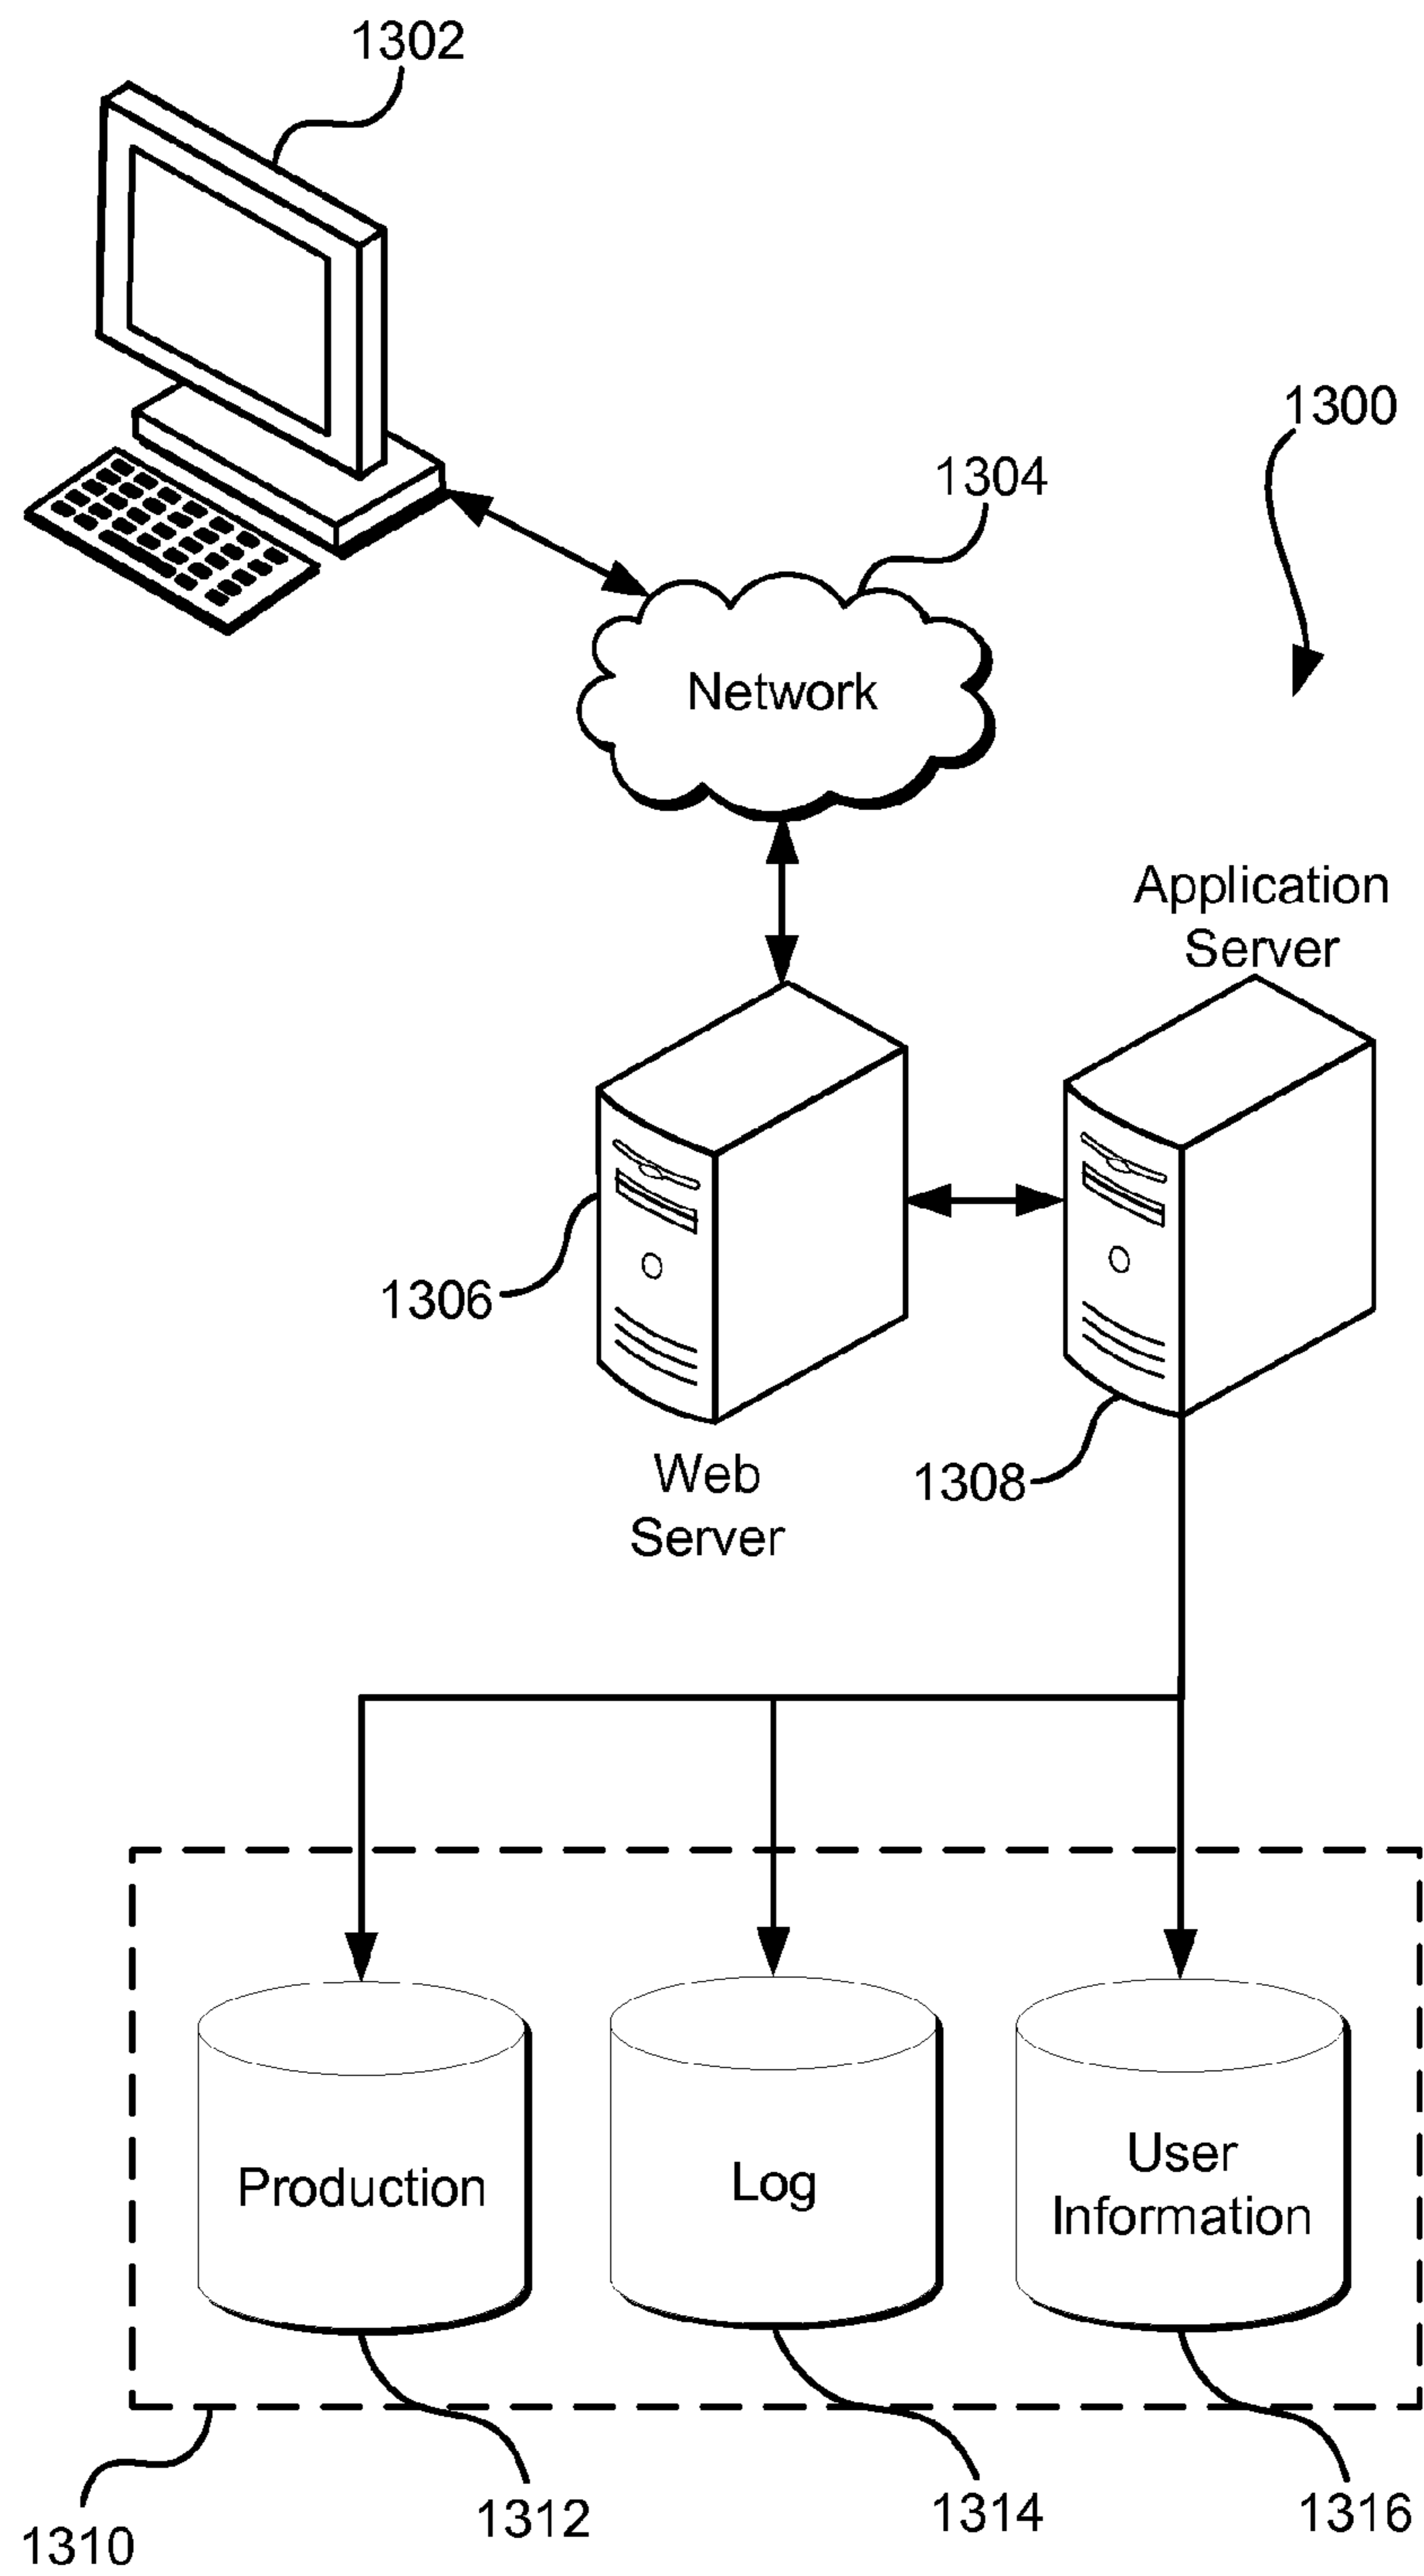 1302
1300
1304
Network
Application
Server
1306
Web
Server
1308
Production
Log
User
Information
1310
1312
1314
1316